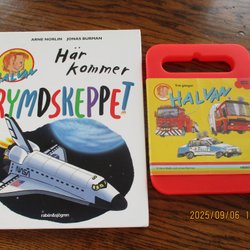 ARNE NORLIN JONAS BURMAN
HALVAN
Här
kommer
RYMDSKEPPET
rabén&sjögren
HALVAN
2025/09/06